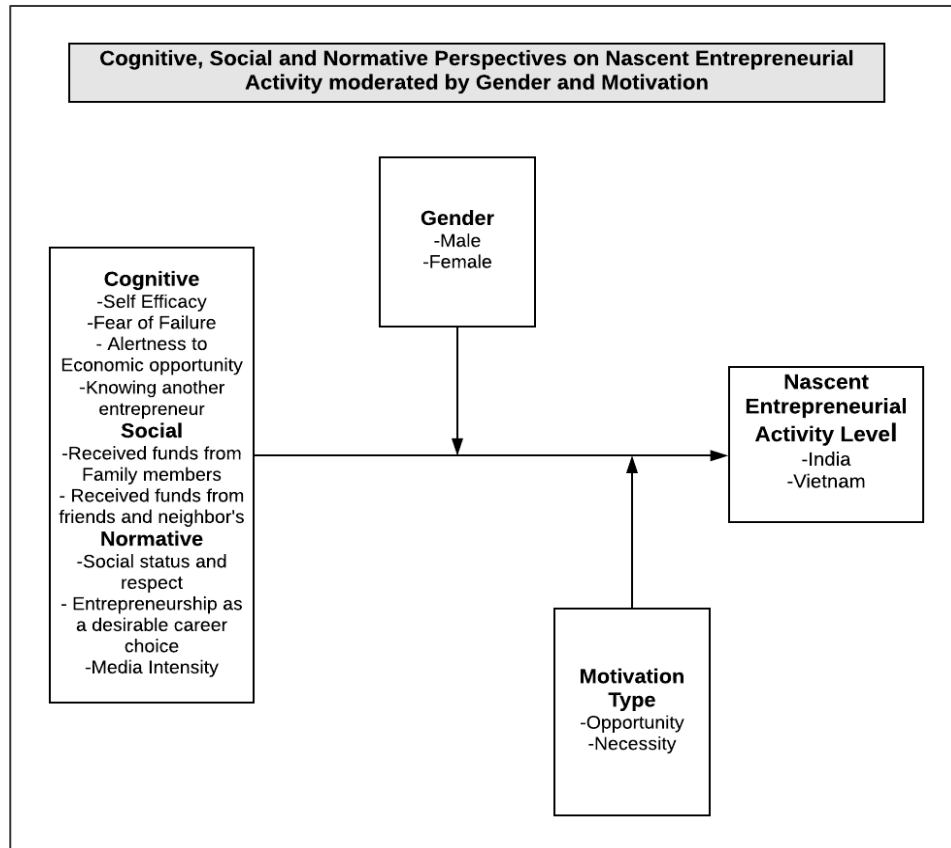 Cognitive, Social and Normative Perspectives on Nascent Entrepreneurial
Activity moderated by Gender and Motivation
Gender
-Male
-Female
Cognitive
-Self Efficacy
-Fear of Failure
- Alertness to
Economic opportunity
-Knowing another
entrepreneur
Social
-Received funds from
Family members
- Received funds from
friends and neighbor's
Normative
-Social status and
respect
- Entrepreneurship as
a desirable career
choice
-Media Intensity
Nascent
Entrepreneurial
Activity Level
-India
-Vietnam
Motivation
Type
-Opportunity
-Necessity